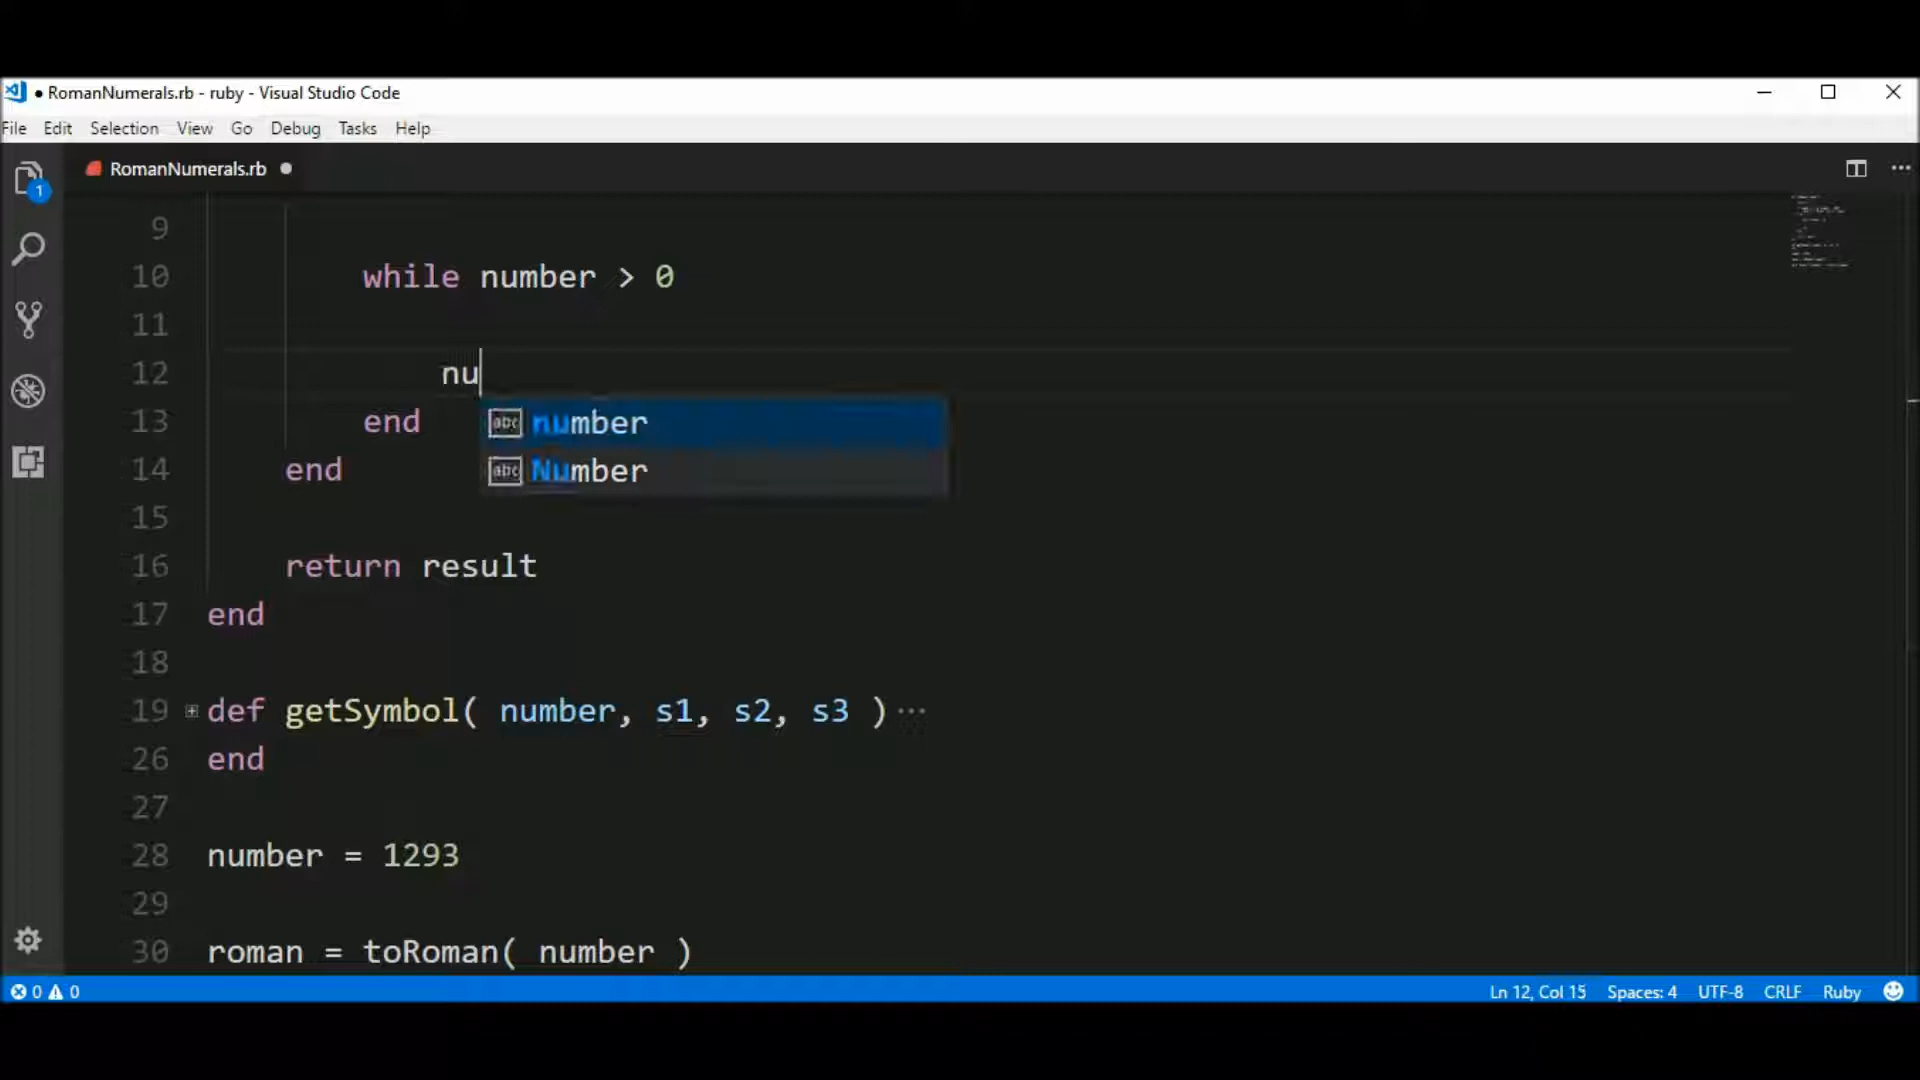 ● RomanNumerals.rb - ruby - Visual Studio Code
File Edit Selection View Go Debug Tasks Help
1
RomanNumerals.rb ●
9
10 while number > 0
11
12 nu
number
Number
13 end
14 end
15
16 return result
17 end
18
19 def getSymbol( number, s1, s2, s3 )...
26 end
27
28 number = 1293
29
30 roman = toRoman( number )
0 0 Ln 12, Col 15 Spaces: 4 UTF-8 CRLF Ruby